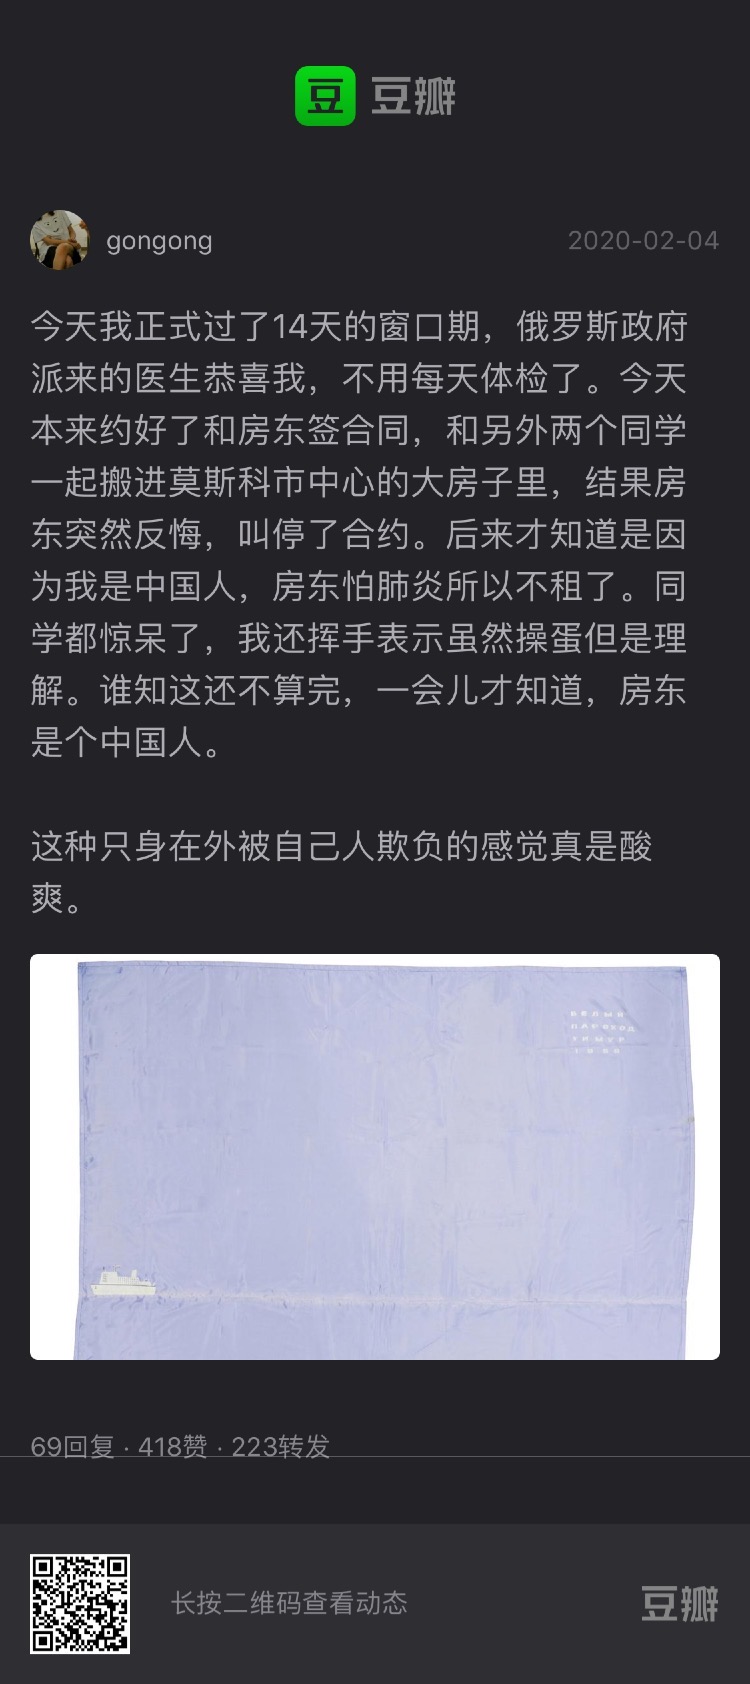 豆 豆瓣
gongong 2020-02-04
今天我正式过了14天的窗口期，俄罗斯政府
派来的医生恭喜我，不用每天体检了。今天
本来约好了和房东签合同，和另外两个同学
一起搬进莫斯科市中心的大房子里，结果房
东突然反悔，叫停了合约。后来才知道是因
为我是中国人，房东怕肺炎所以不租了。同
学都惊呆了，我还挥手表示虽然操蛋但是理
解。谁知这还不算完，一会儿才知道，房东
是个中国人。
这种只身在外被自己人欺负的感觉真是酸
爽。
69回复 · 418赞 · 223转发
长按二维码查看动态 豆瓣